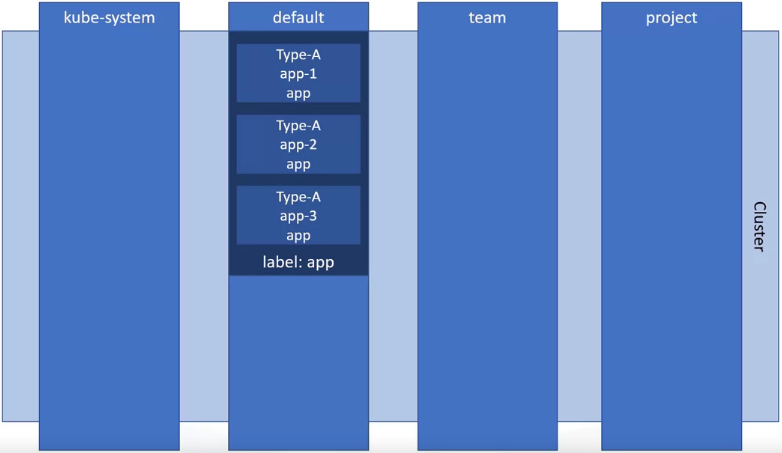 kube-system
default
team
project
Type-A
app-1
app
Type-A
app-2
app
Type-A
app-3
app
label: app
Cluster